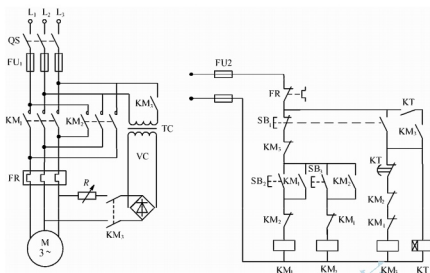 L₁ L₂ L₃
QS
FU₁
FU2
KM₃
TC
FR
KT
KM₁
KM₂
SB₁
KM₃
VC
KM₃
KT
FR
R
SB₂
KM₁
SB₃
KM₂
KM₂
KM₂
KM₁
KM₁
M
3~
KM₃
KM₁
KM₂
KM₃
KT